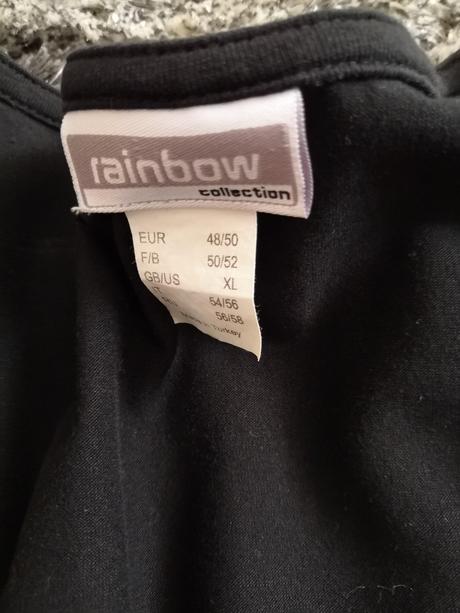 rainbow
collection
EUR 48/50
F/B 50/52
GB/US XL
54/56
56/58
Made in Turkey